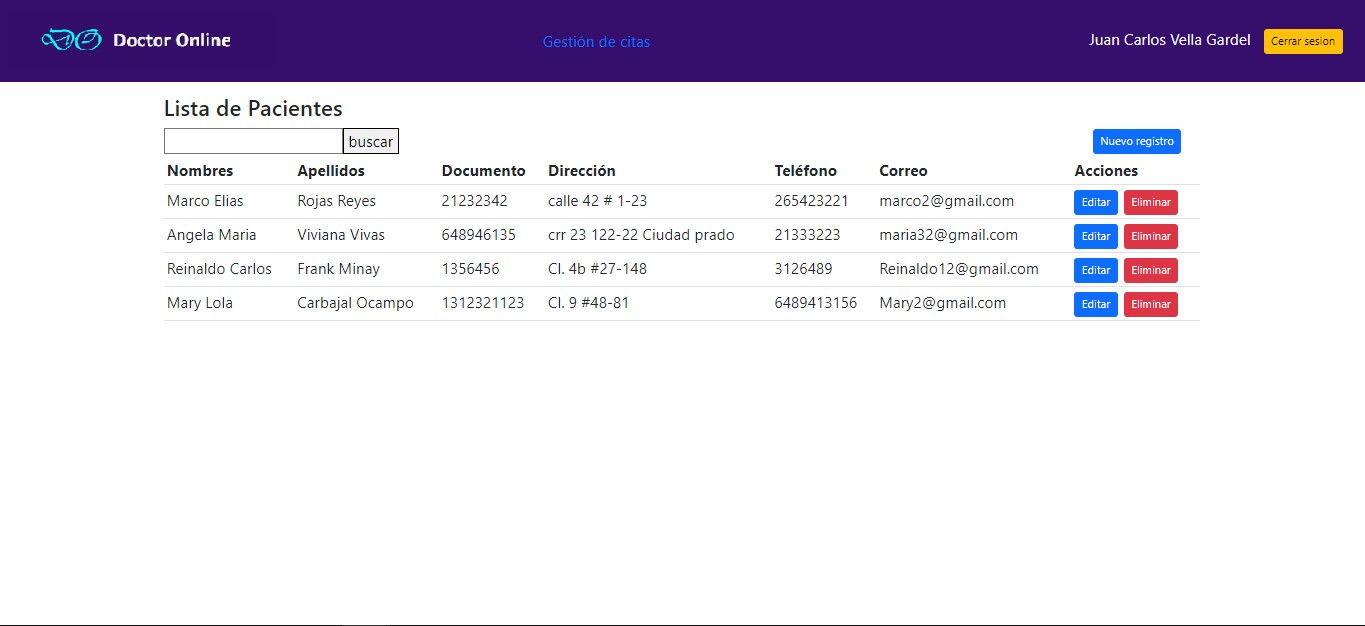 Doctor Online
Gestión de citas
Juan Carlos Vella Gardel
Cerrar sesion
Lista de Pacientes
buscar
Nuevo registro
Nombres Apellidos Documento Dirección Teléfono Correo Acciones
Marco Elias Rojas Reyes 21232342 calle 42 # 1-23 265423221 marco2@gmail.com Editar Eliminar
Angela Maria Viviana Vivas 648946135 crr 23 122-22 Ciudad prado 21333223 maria32@gmail.com Editar Eliminar
Reinaldo Carlos Frank Minay 1356456 Cl. 4b #27-148 3126489 Reinaldo12@gmail.com Editar Eliminar
Mary Lola Carbajal Ocampo 1312321123 Cl. 9 #48-81 6489413156 Mary2@gmail.com Editar Eliminar